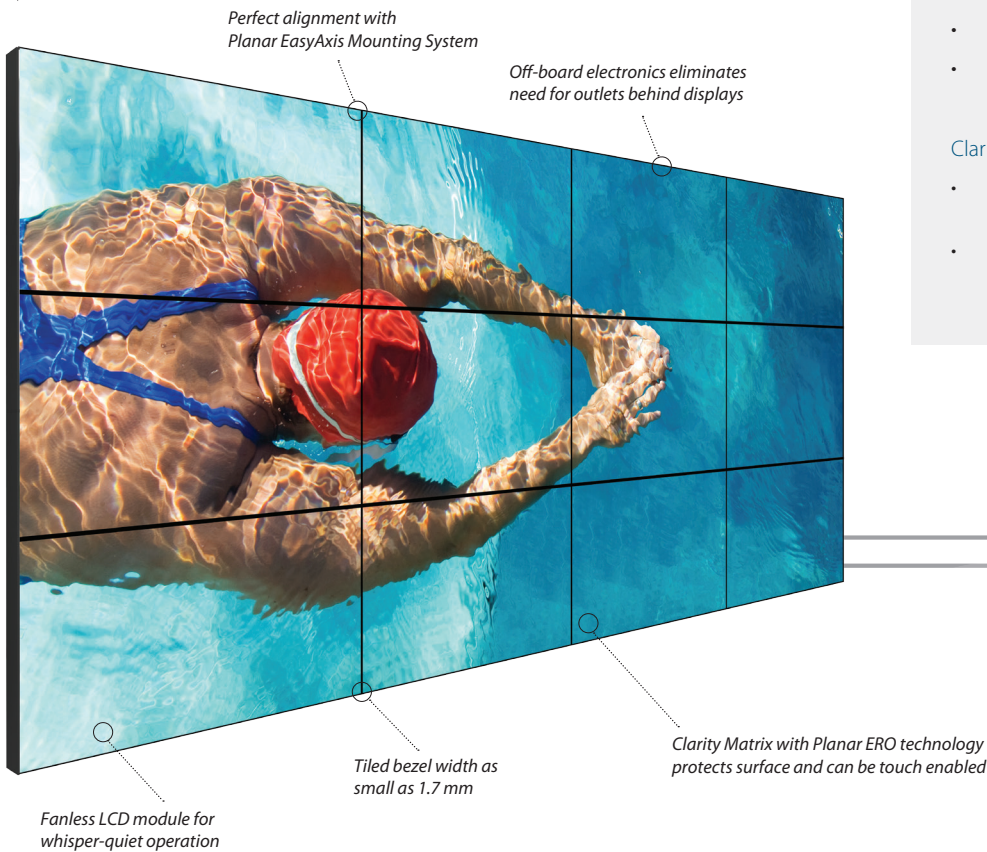 Perfect alignment with
Planar EasyAxis Mounting System
Off-board electronics eliminates
need for outlets behind displays
•
•
Clar
•
•
Tiled bezel width as
small as 1.7 mm
Clarity Matrix with Planar ERO technology
protects surface and can be touch enabled
Fanless LCD module for
whisper-quiet operation